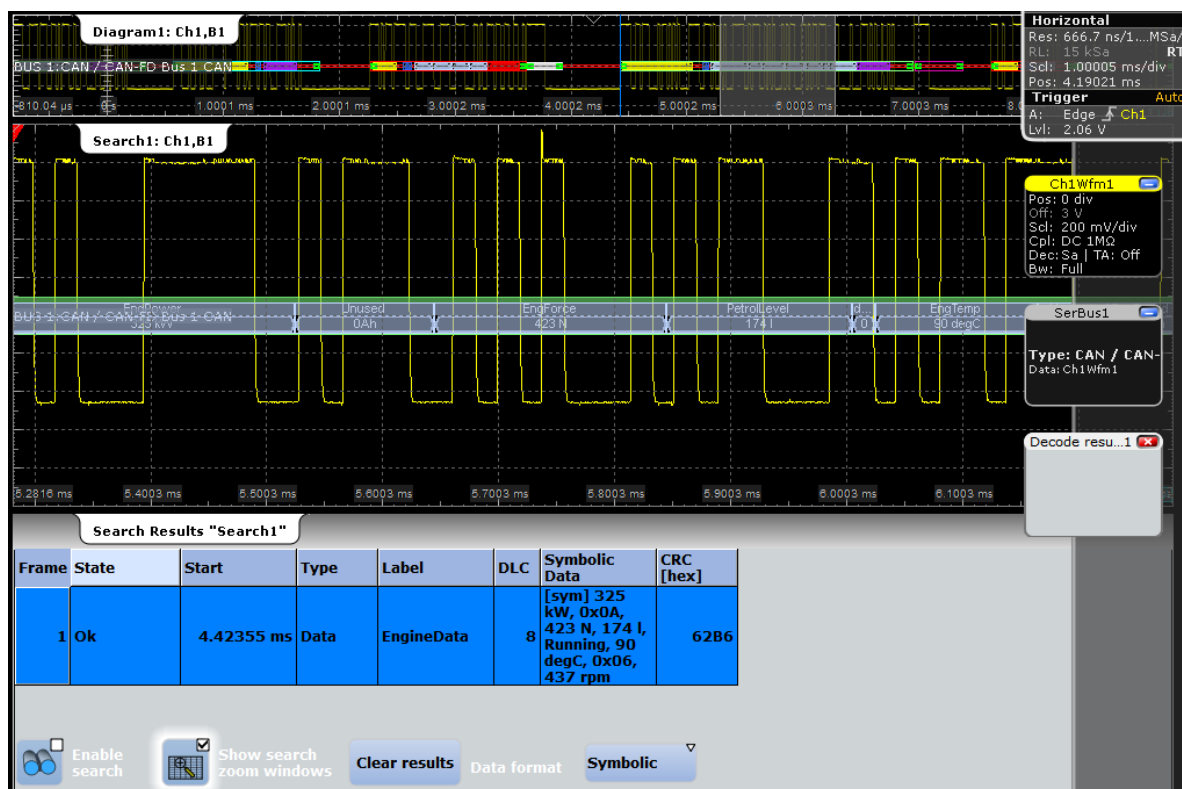 Diagram1: Ch1,B1
BUS 1:CAN / CAN-FD Bus 1 CAN
-810.04 µs 0 s 1.0001 ms 2.0001 ms 3.0002 ms 4.0002 ms 5.0002 ms 6.0003 ms 7.0003 ms 8.0
Horizontal
Res: 666.7 ns/1....MSa/
RL: 15 kSa RT
Scl: 1.00005 ms/div
Pos: 4.19021 ms
Trigger Auto
A: Edge Ch1
Lvl: 2.06 V
Search1: Ch1,B1
EngPower Unused EngForce PetrolLevel d... EngTemp
BUS 1:CAN / CAN-FD Bus 1 CAN
325 kW 0Ah 423 N 174 l 0 90 degC
5.2816 ms 5.4003 ms 5.5003 ms 5.6003 ms 5.7003 ms 5.8003 ms 5.9003 ms 6.0003 ms 6.1003 ms
Ch1Wfm1
Pos: 0 div
Off: 3 V
Scl: 200 mV/div
Cpl: DC 1MΩ
Dec: Sa | TA: Off
Bw: Full
SerBus1
Type: CAN / CAN-
Data: Ch1Wfm1
Decode resu...1
Search Results "Search1"
Frame State Start Type Label DLC Symbolic Data CRC [hex]
1 Ok 4.42355 ms Data EngineData 8 [sym] 325 kW, 0x0A, 423 N, 174 l, Running, 90 degC, 0x06, 437 rpm 62B6
Enable search
Show search zoom windows
Clear results
Data format
Symbolic